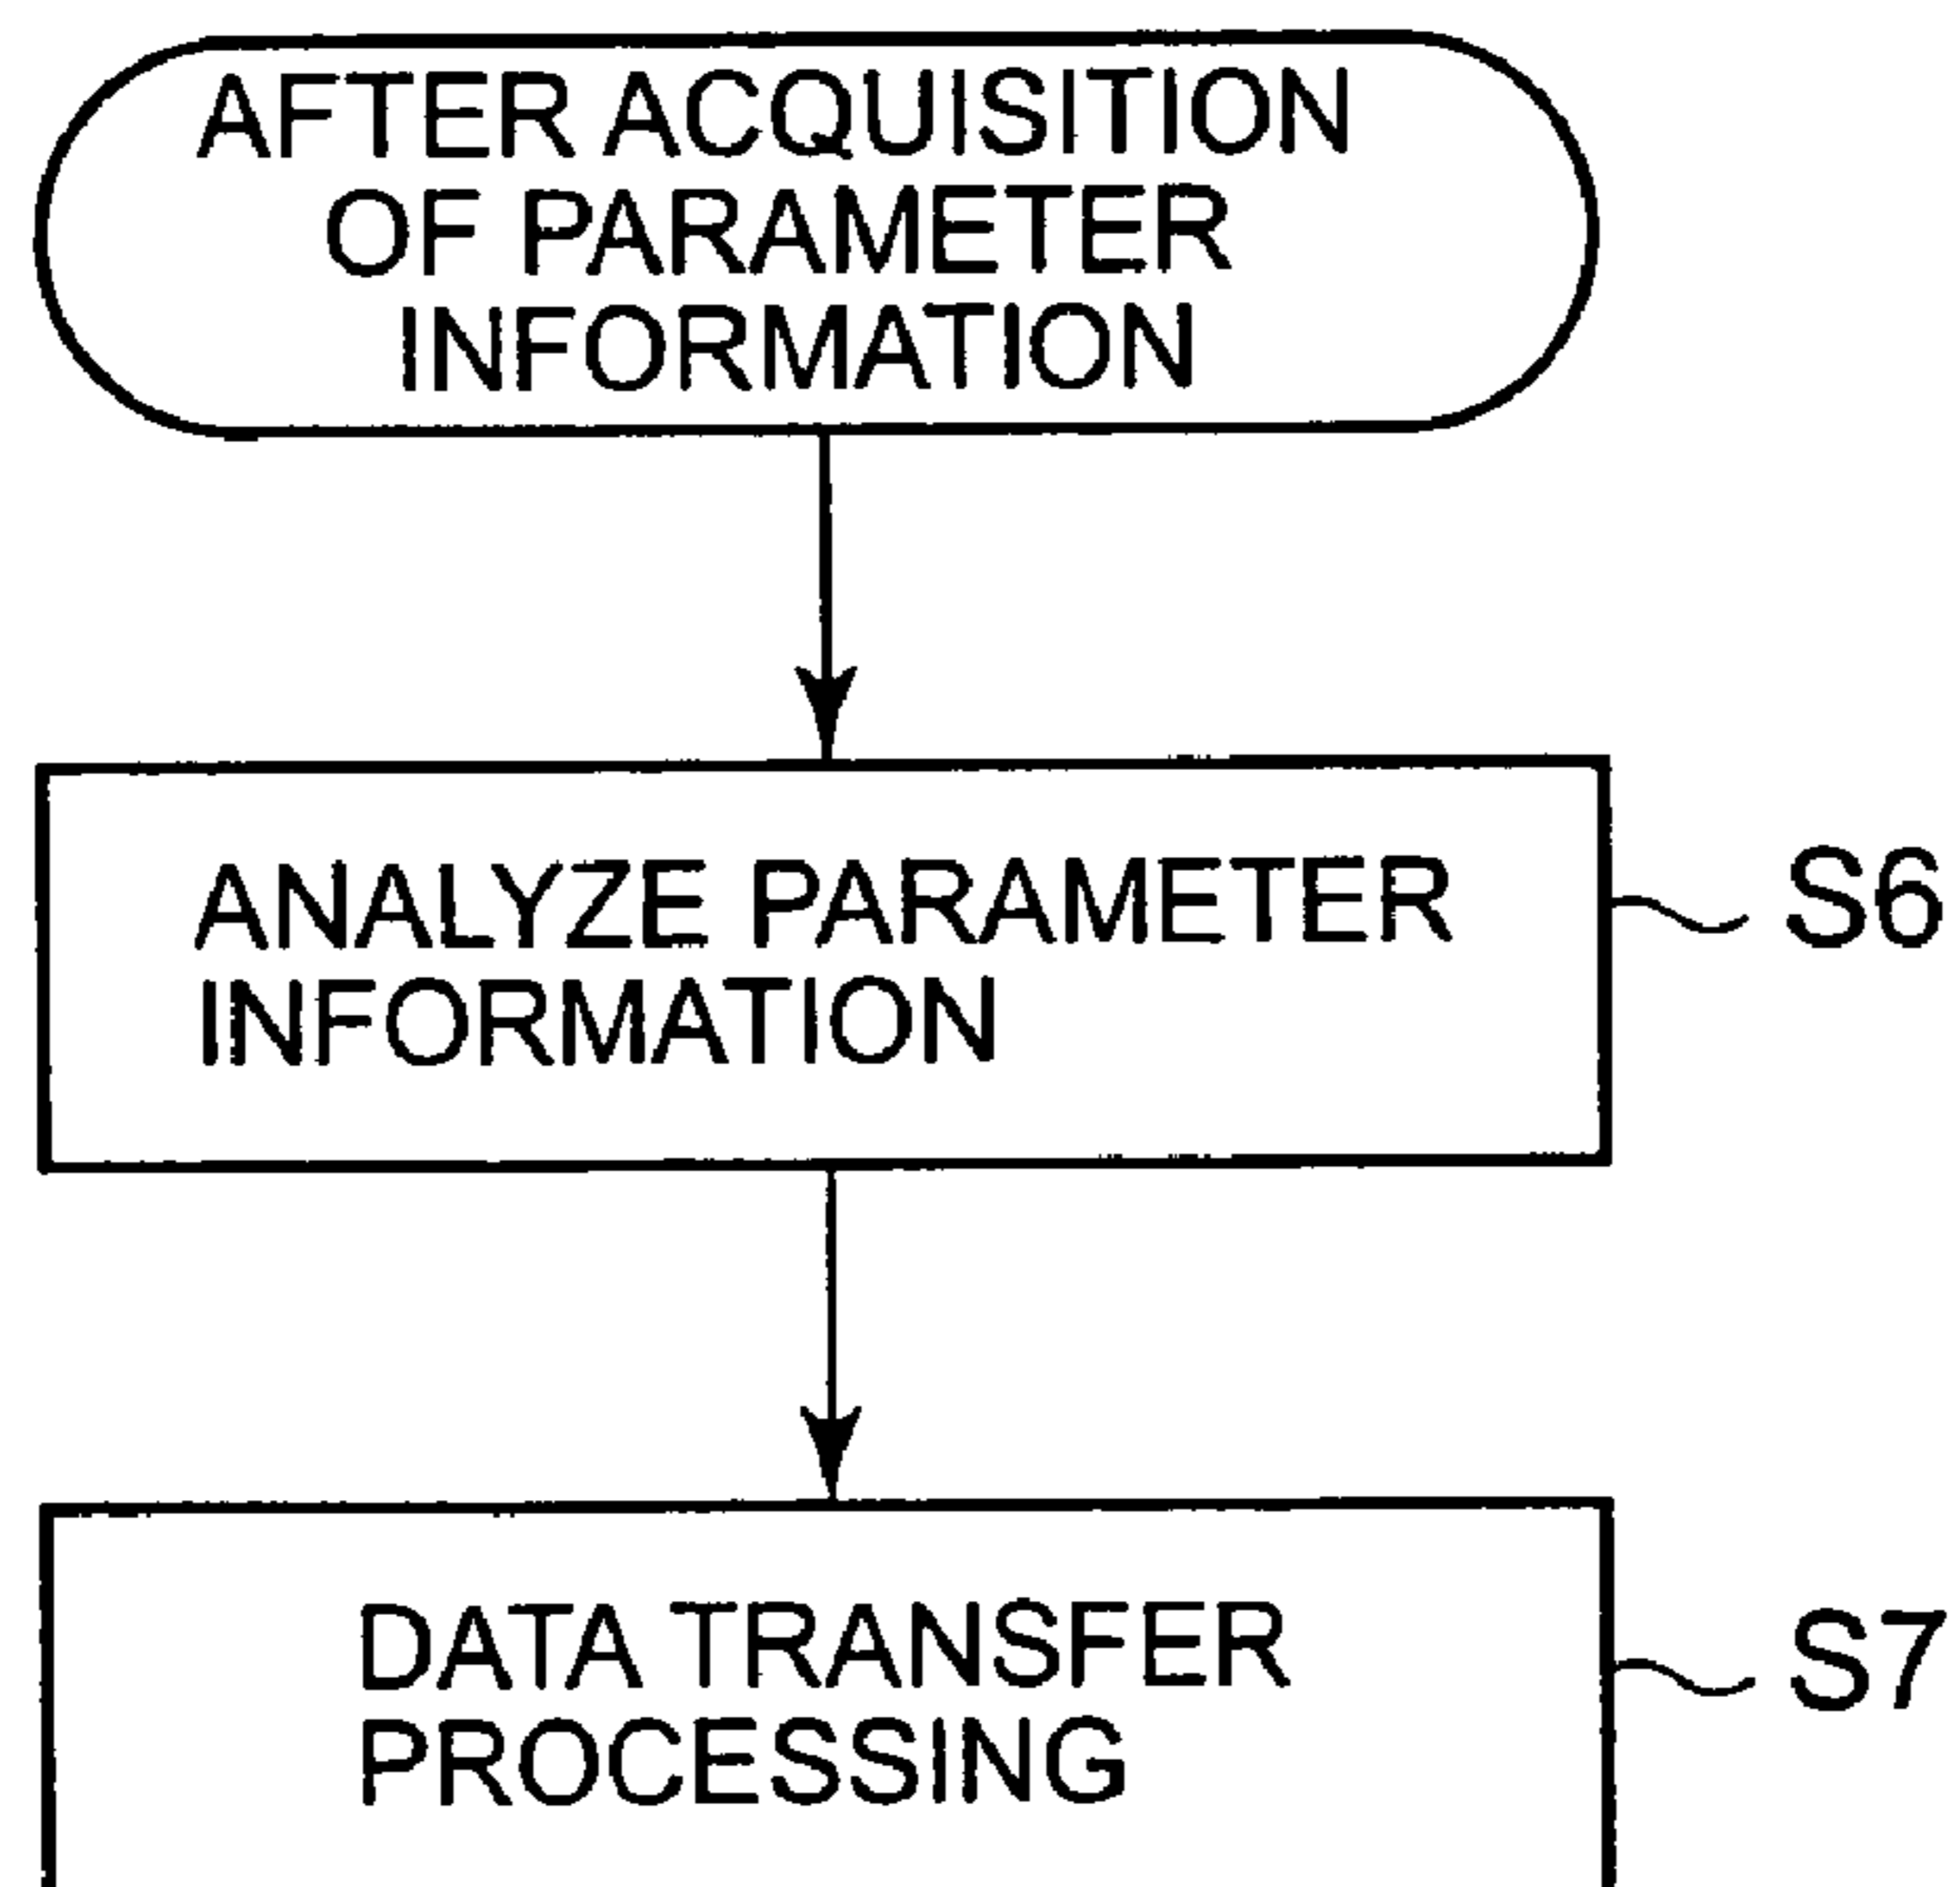 AFTER ACQUISITION
OF PARAMETER
INFORMATION
ANALYZE PARAMETER
INFORMATION
S6
DATA TRANSFER
PROCESSING
S7